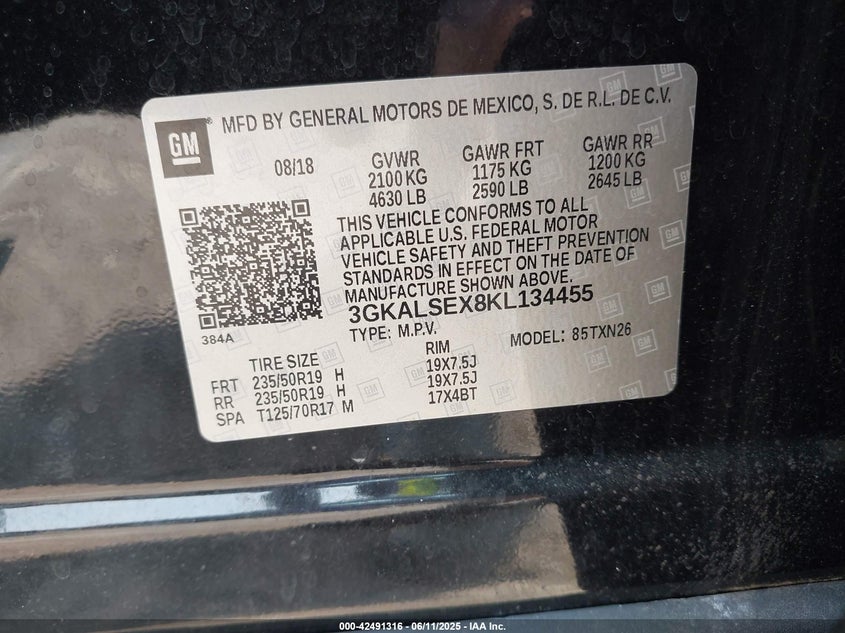 GM
MFD BY GENERAL MOTORS DE MEXICO, S. DE R.L. DE C.V.
08/18
GVWR
2100 KG
4630 LB
GAWR FRT
1175 KG
2590 LB
GAWR RR
1200 KG
2645 LB
THIS VEHICLE CONFORMS TO ALL
APPLICABLE U.S. FEDERAL MOTOR
VEHICLE SAFETY AND THEFT PREVENTION
STANDARDS IN EFFECT ON THE DATE OF
MANUFACTURE SHOWN ABOVE.
3GKALSEX8KL134455
TYPE: M.P.V. MODEL: 85TXN26
384A
TIRE SIZE RIM
FRT 235/50R19 H 19X7.5J
RR 235/50R19 H 19X7.5J
SPA T125/70R17 M 17X4BT
000-42491316 - 06/11/2025 - IAA Inc.